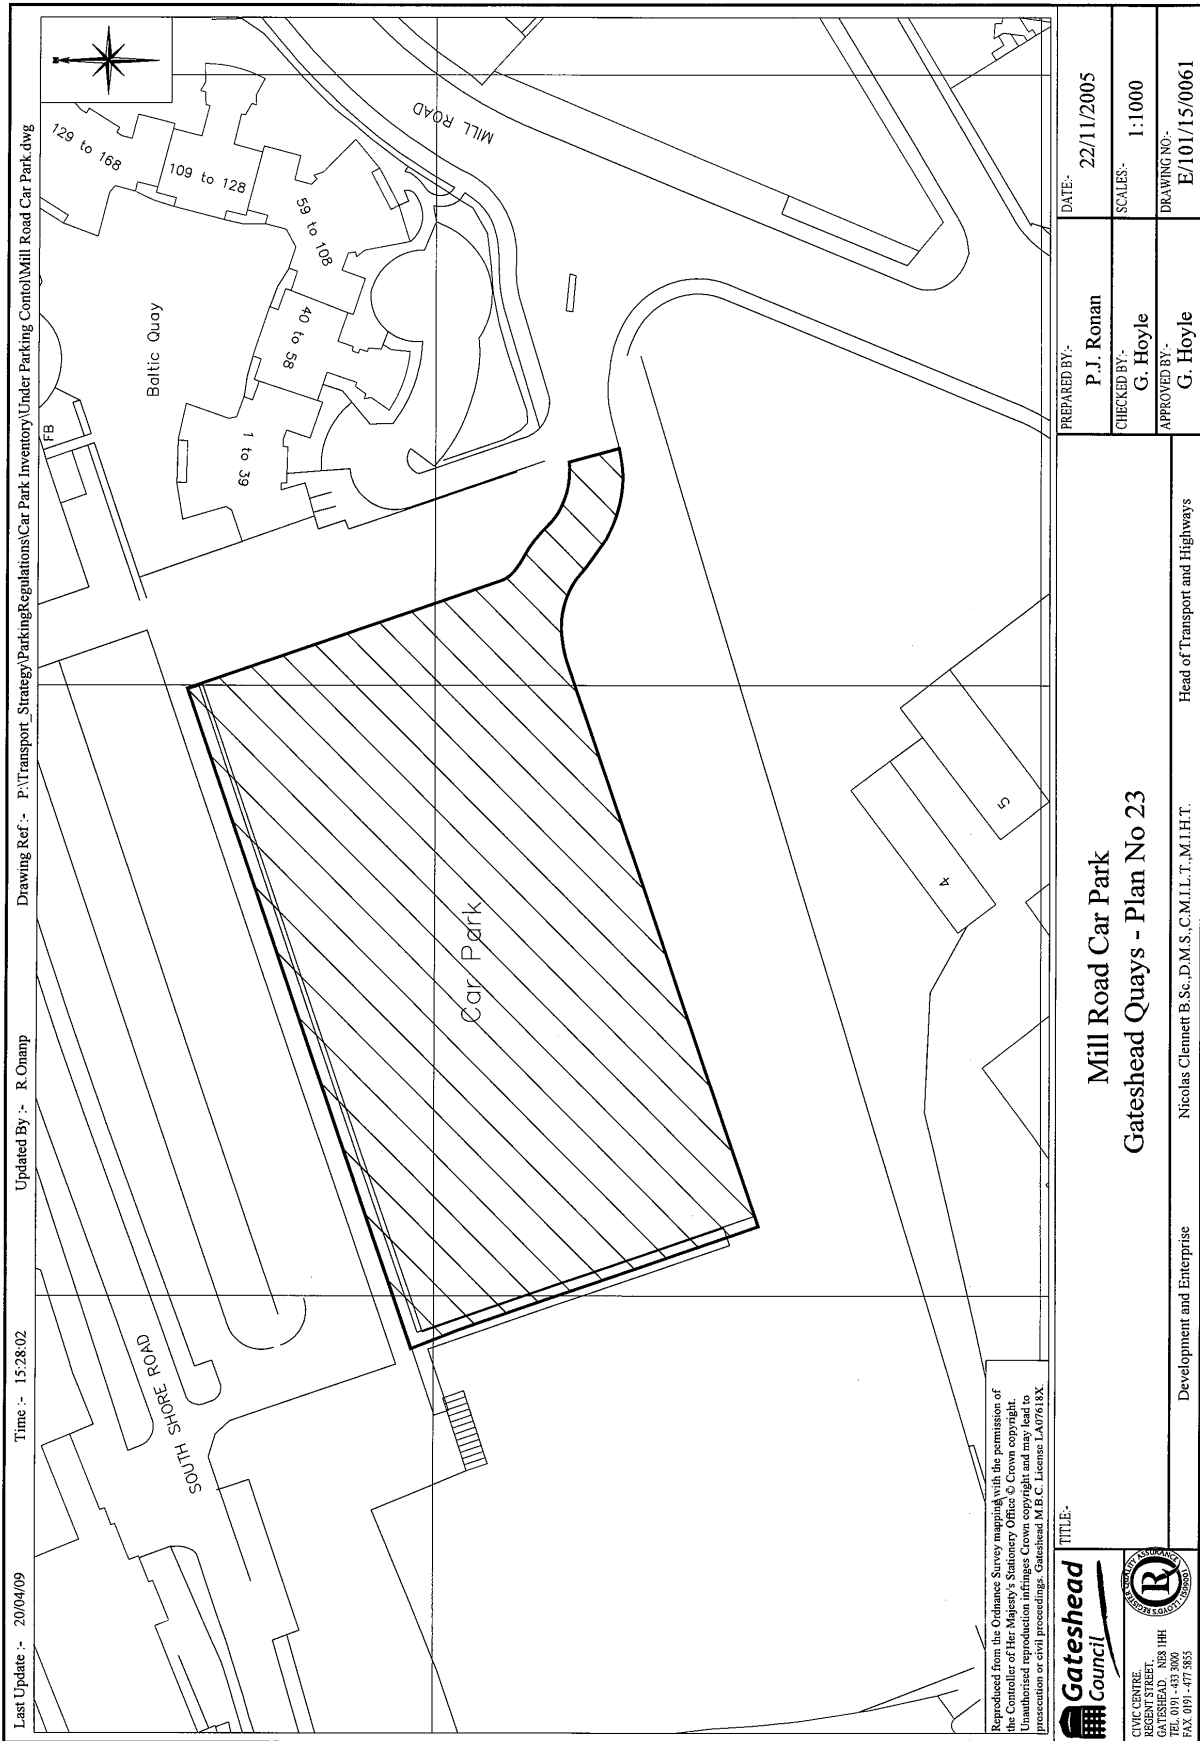 Last Update :- 20/04/09 Time :- 15:28:02 Updated By :- R.Onanp Drawing Ref :- P:\Transport_Strategy\ParkingRegulations\Car Park Inventory\Under Parking Contol\Mill Road Car Park.dwg
N
FB
Baltic Quay
129 to 168
109 to 128
59 to 108
40 to 58
1 to 39
MILL ROAD
SOUTH SHORE ROAD
Car Park
4
5
Reproduced from the Ordnance Survey mapping with the permission of
the Controller of Her Majesty's Stationery Office © Crown copyright.
Unauthorised reproduction infringes Crown copyright and may lead to
prosecution or civil proceedings. Gateshead M.B.C. License LA07618X.
Gateshead
Council
CIVIC CENTRE,
REGENT STREET,
GATESHEAD. NE8 1HH
TEL. 0191 - 433 3000
FAX. 0191 - 477 5855
R
TITLE:-
Mill Road Car Park
Gateshead Quays - Plan No 23
Development and Enterprise Nicolas Clennett B.Sc.,D.M.S.,C.M.I.L.T.,M.I.H.T. Head of Transport and Highways
PREPARED BY:-
P.J. Ronan
CHECKED BY:-
G. Hoyle
APPROVED BY:-
G. Hoyle
DATE:-
22/11/2005
SCALES:-
1:1000
DRAWING NO:-
E/101/15/0061